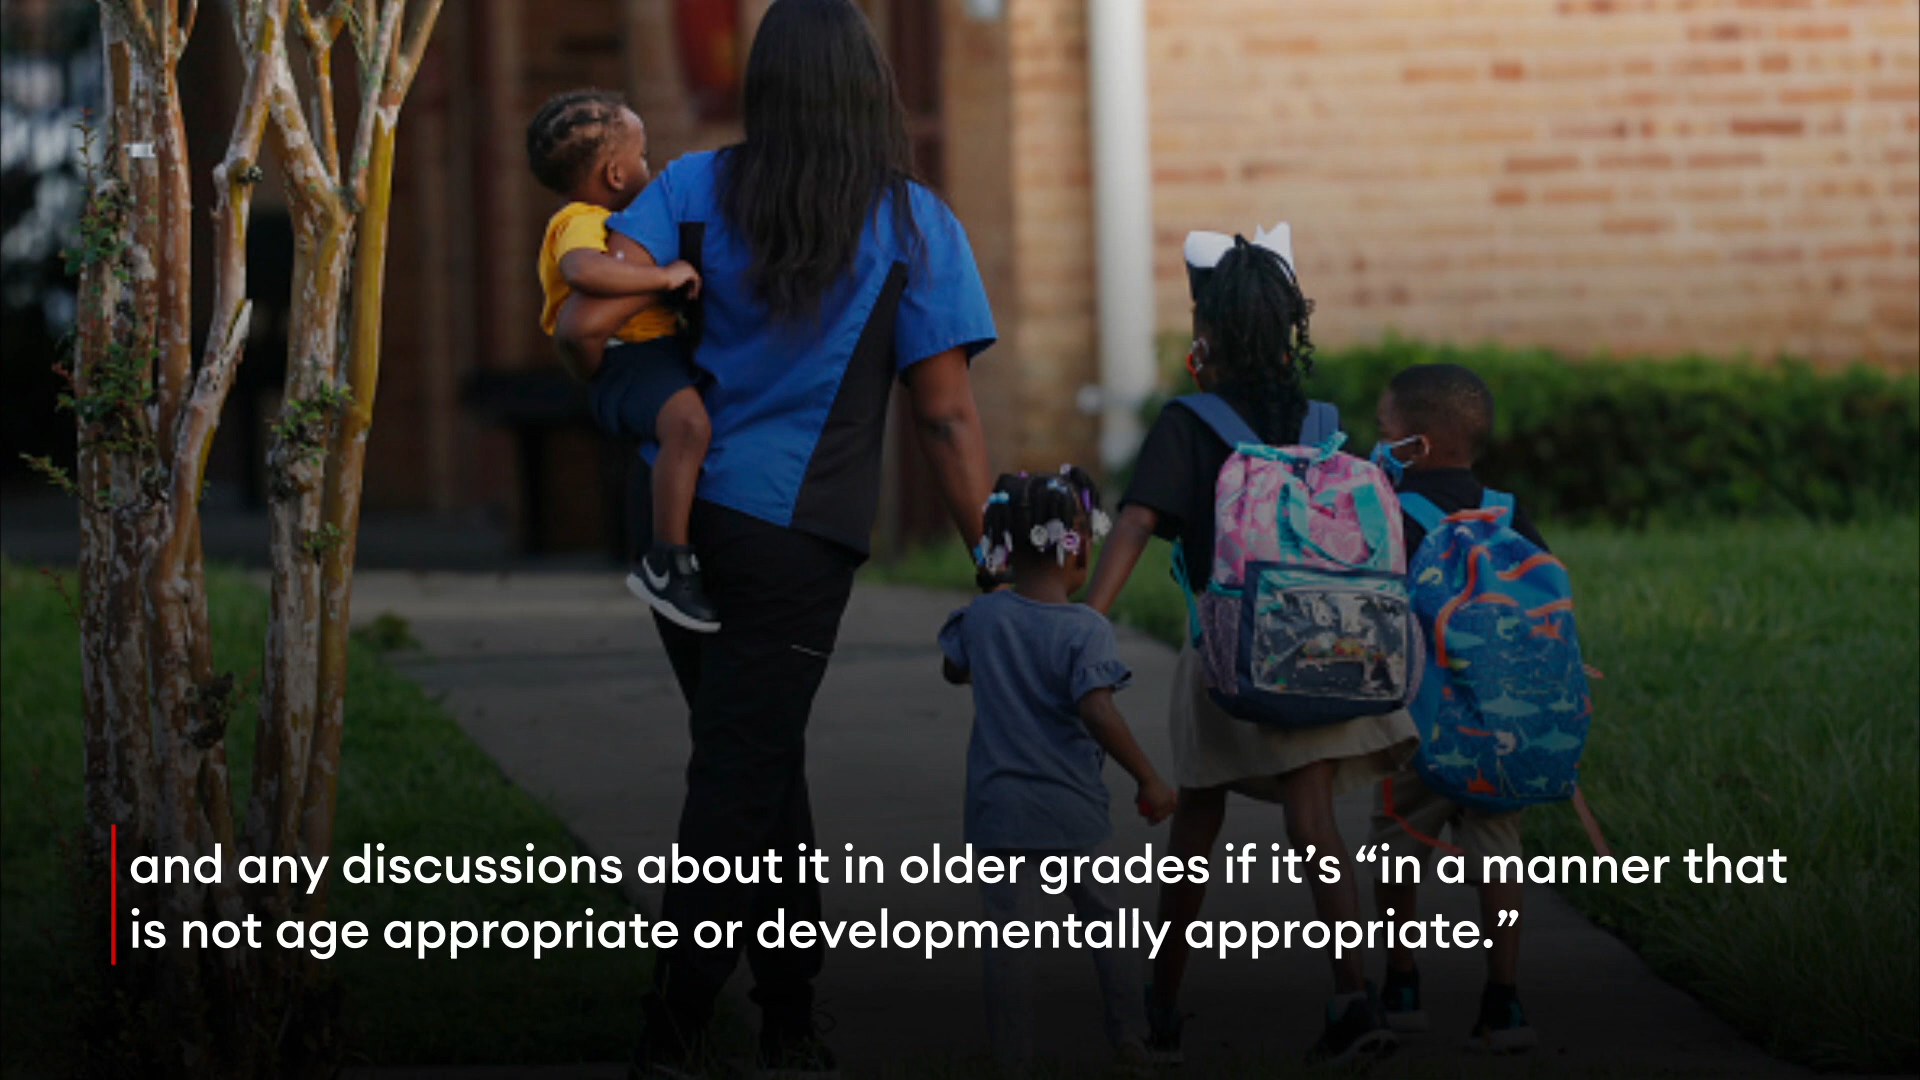 and any discussions about it in older grades if it’s “in a manner that
is not age appropriate or developmentally appropriate.”